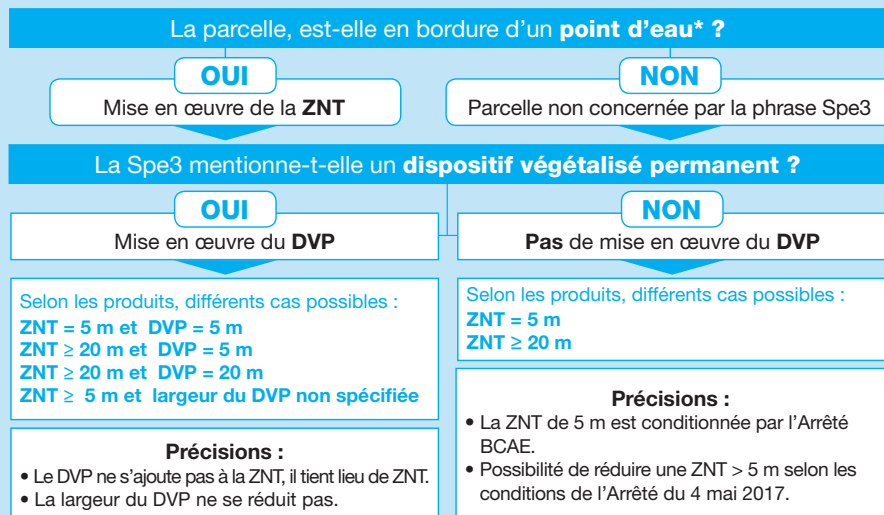 La parcelle, est-elle en bordure d'un point d'eau* ?
OUI
Mise en œuvre de la ZNT
NON
Parcelle non concernée par la phrase Spe3
La Spe3 mentionne-t-elle un dispositif végétalisé permanent ?
OUI
Mise en œuvre du DVP
NON
Pas de mise en œuvre du DVP
Selon les produits, différents cas possibles :
ZNT = 5 m et DVP = 5 m
ZNT ≥ 20 m et DVP = 5 m
ZNT ≥ 20 m et DVP = 20 m
ZNT ≥ 5 m et largeur du DVP non spécifiée
Selon les produits, différents cas possibles :
ZNT = 5 m
ZNT ≥ 20 m
Précisions :
• Le DVP ne s'ajoute pas à la ZNT, il tient lieu de ZNT.
• La largeur du DVP ne se réduit pas.
Précisions :
• La ZNT de 5 m est conditionnée par l'Arrêté
BCAE.
• Possibilité de réduire une ZNT > 5 m selon les
conditions de l'Arrêté du 4 mai 2017.